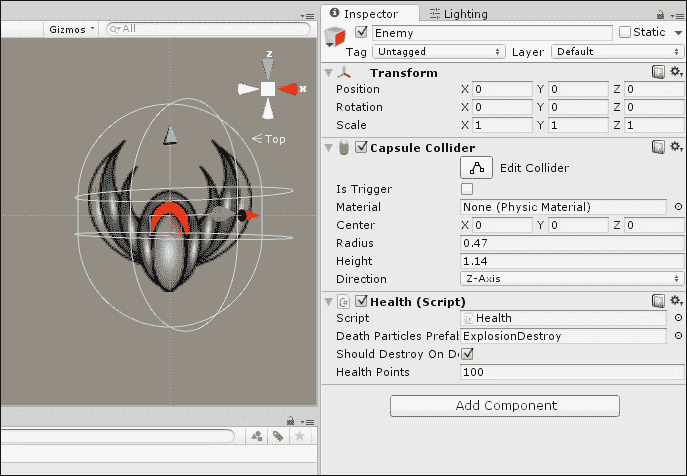 Inspector Lighting
Gizmos All
Enemy Static
Tag Untagged Layer Default
z
x
Top
Transform
Position X 0 Y 0 Z 0
Rotation X 0 Y 0 Z 0
Scale X 1 Y 1 Z 1
Capsule Collider
Edit Collider
Is Trigger
Material None (Physic Material)
Center X 0 Y 0 Z 0
Radius 0.47
Height 1.14
Direction Z-Axis
Health (Script)
Script Health
Death Particles Prefal ExplosionDestroy
Should Destroy On De
Health Points 100
Add Component